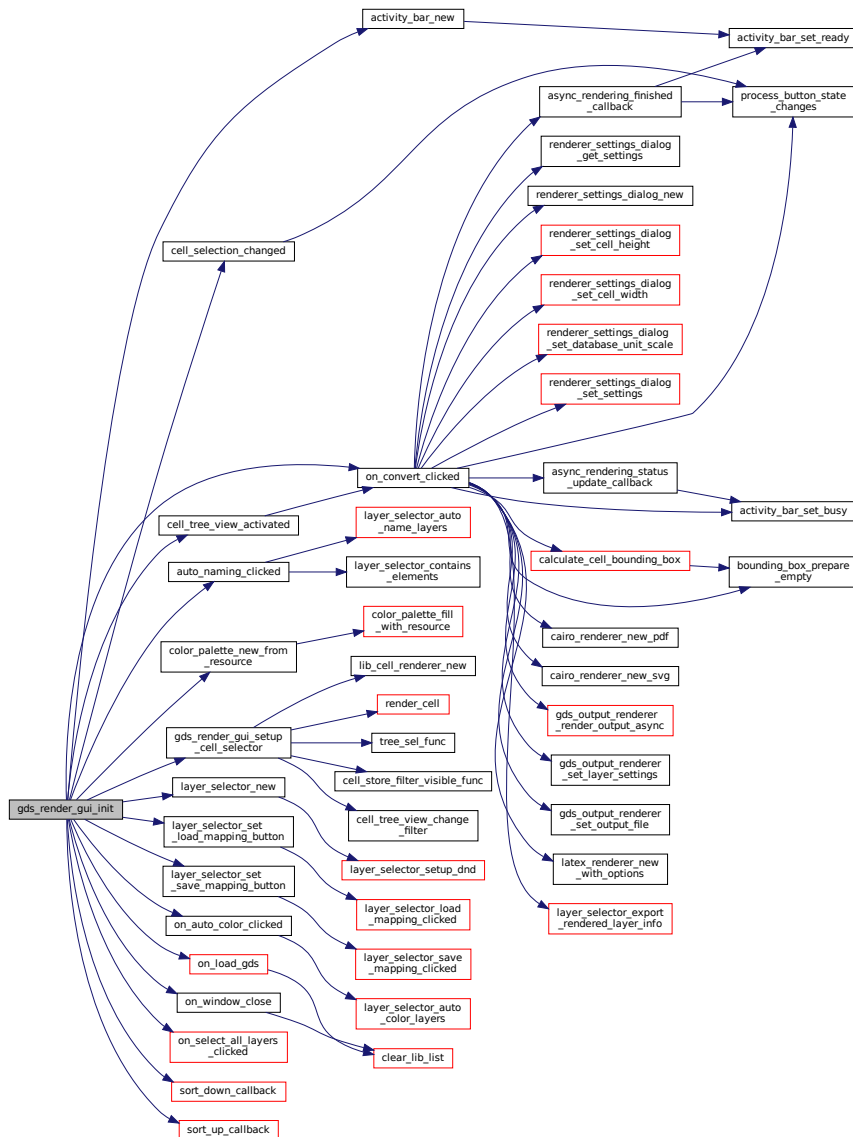 activity_bar_new
activity_bar_set_ready
async_rendering_finished
_callback
process_button_state
_changes
renderer_settings_dialog
_get_settings
renderer_settings_dialog_new
cell_selection_changed
renderer_settings_dialog
_set_cell_height
renderer_settings_dialog
_set_cell_width
renderer_settings_dialog
_set_database_unit_scale
renderer_settings_dialog
_set_settings
on_convert_clicked
async_rendering_status
_update_callback
activity_bar_set_busy
cell_tree_view_activated
layer_selector_auto
_name_layers
calculate_cell_bounding_box
bounding_box_prepare
_empty
auto_naming_clicked
layer_selector_contains
_elements
color_palette_fill
_with_resource
cairo_renderer_new_pdf
color_palette_new_from
_resource
lib_cell_renderer_new
cairo_renderer_new_svg
render_cell
gds_output_renderer
_render_output_async
gds_render_gui_setup
_cell_selector
tree_sel_func
cell_store_filter_visible_func
gds_output_renderer
_set_layer_settings
layer_selector_new
gds_render_gui_init
cell_tree_view_change
_filter
gds_output_renderer
_set_output_file
layer_selector_set
_load_mapping_button
layer_selector_setup_dnd
latex_renderer_new
_with_options
layer_selector_set
_save_mapping_button
layer_selector_load
_mapping_clicked
layer_selector_export
_rendered_layer_info
on_auto_color_clicked
layer_selector_save
_mapping_clicked
on_load_gds
on_window_close
layer_selector_auto
_color_layers
on_select_all_layers
_clicked
clear_lib_list
sort_down_callback
sort_up_callback